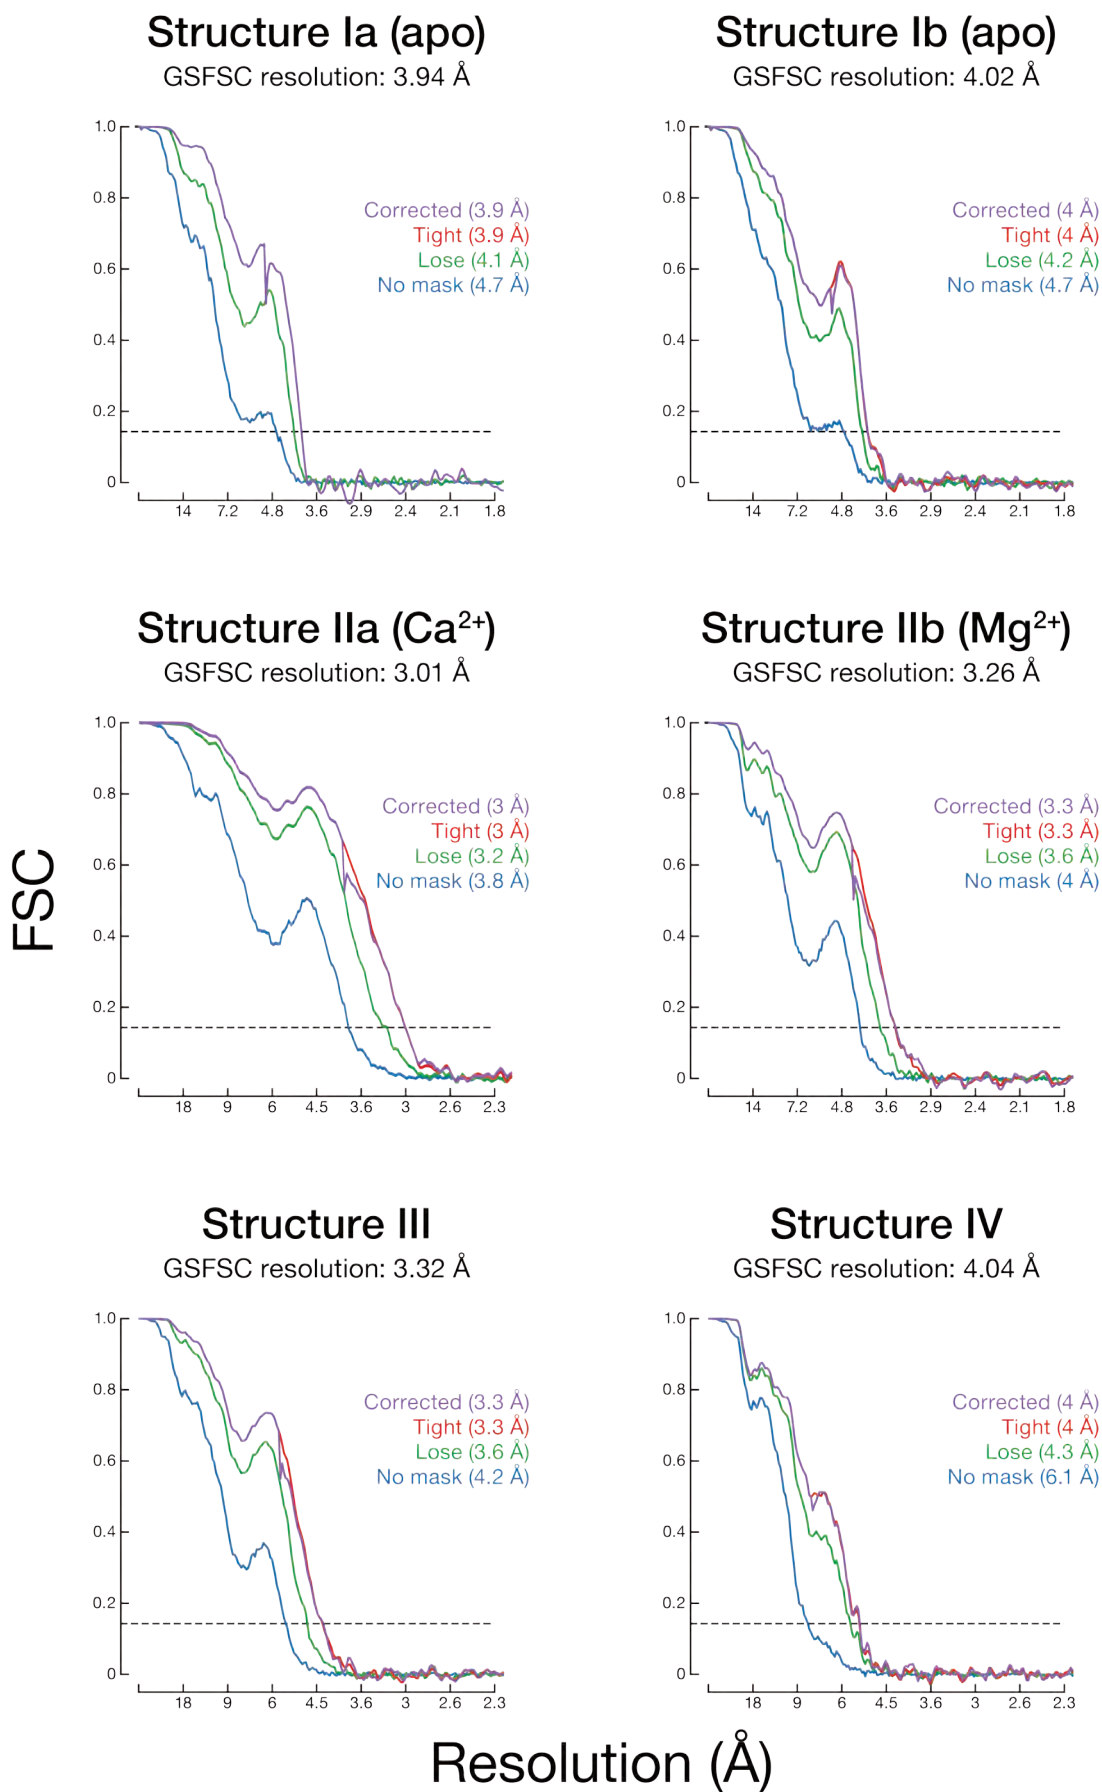 Structure Ia (apo)
GSFSC resolution: 3.94 Å
1.0
0.8
0.6
0.4
0.2
0
Corrected (3.9 Å)
Tight (3.9 Å)
Lose (4.1 Å)
No mask (4.7 Å)
14 7.2 4.8 3.6 2.9 2.4 2.1 1.8
Structure Ib (apo)
GSFSC resolution: 4.02 Å
1.0
0.8
0.6
0.4
0.2
0
Corrected (4 Å)
Tight (4 Å)
Lose (4.2 Å)
No mask (4.7 Å)
14 7.2 4.8 3.6 2.9 2.4 2.1 1.8
FSC
Structure IIa (Ca²⁺)
GSFSC resolution: 3.01 Å
1.0
0.8
0.6
0.4
0.2
0
Corrected (3 Å)
Tight (3 Å)
Lose (3.2 Å)
No mask (3.8 Å)
18 9 6 4.5 3.6 3 2.6 2.3
Structure IIb (Mg²⁺)
GSFSC resolution: 3.26 Å
1.0
0.8
0.6
0.4
0.2
0
Corrected (3.3 Å)
Tight (3.3 Å)
Lose (3.6 Å)
No mask (4 Å)
14 7.2 4.8 3.6 2.9 2.4 2.1 1.8
Structure III
GSFSC resolution: 3.32 Å
1.0
0.8
0.6
0.4
0.2
0
Corrected (3.3 Å)
Tight (3.3 Å)
Lose (3.6 Å)
No mask (4.2 Å)
18 9 6 4.5 3.6 3 2.6 2.3
Structure IV
GSFSC resolution: 4.04 Å
1.0
0.8
0.6
0.4
0.2
0
Corrected (4 Å)
Tight (4 Å)
Lose (4.3 Å)
No mask (6.1 Å)
18 9 6 4.5 3.6 3 2.6 2.3
Resolution (Å)